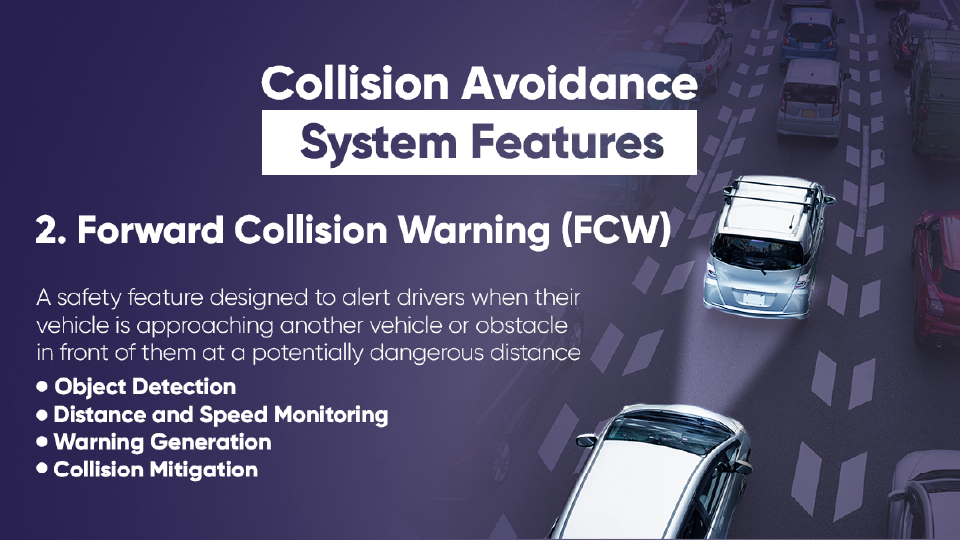 Collision Avoidance
System Features
2. Forward Collision Warning (FCW)
A safety feature designed to alert drivers when their
vehicle is approaching another vehicle or obstacle
in front of them at a potentially dangerous distance
• Object Detection
• Distance and Speed Monitoring
• Warning Generation
• Collision Mitigation